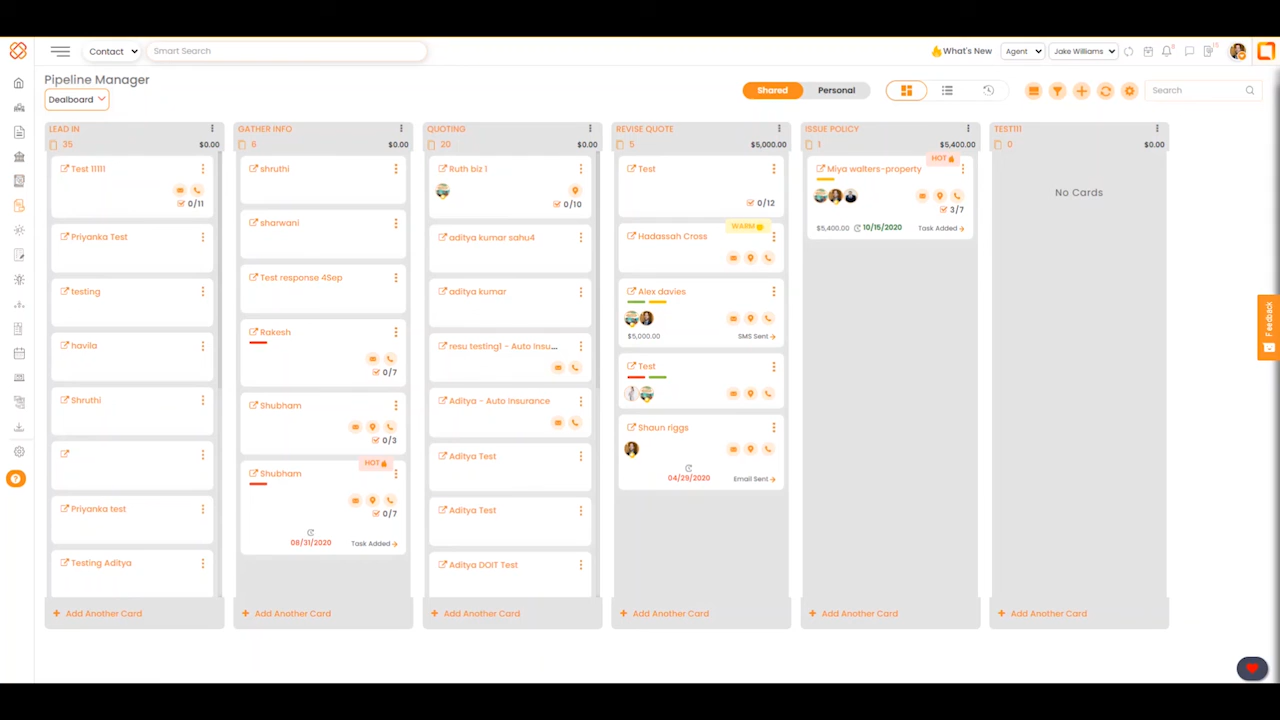 Contact
Smart Search
What's New
Agent
Jake Williams
Pipeline Manager
Dealboard
Shared
Personal
Search
LEAD IN
35
$0.00
Test 11111
0/11
Priyanka Test
testing
havila
Shruthi
Priyanka test
Testing Aditya
Add Another Card
GATHER INFO
6
$0.00
shruthi
sharwani
Test response 4Sep
Rakesh
0/7
Shubham
0/3
HOT
Shubham
0/7
08/31/2020
Task Added
Add Another Card
QUOTING
20
$0.00
Ruth biz 1
0/10
aditya kumar sahu4
aditya kumar
resu testing1 - Auto Insu...
Aditya - Auto Insurance
Aditya Test
Aditya Test
Aditya DOIT Test
Add Another Card
REVISE QUOTE
5
$5,000.00
Test
0/12
WARM
Hadassah Cross
Alex davies
$5,000.00
SMS Sent
Test
Shaun riggs
04/29/2020
Email Sent
Add Another Card
ISSUE POLICY
1
$5,400.00
HOT
Miya walters-property
3/7
$5,400.00
10/15/2020
Task Added
Add Another Card
TEST111
0
$0.00
No Cards
Add Another Card
Feedback